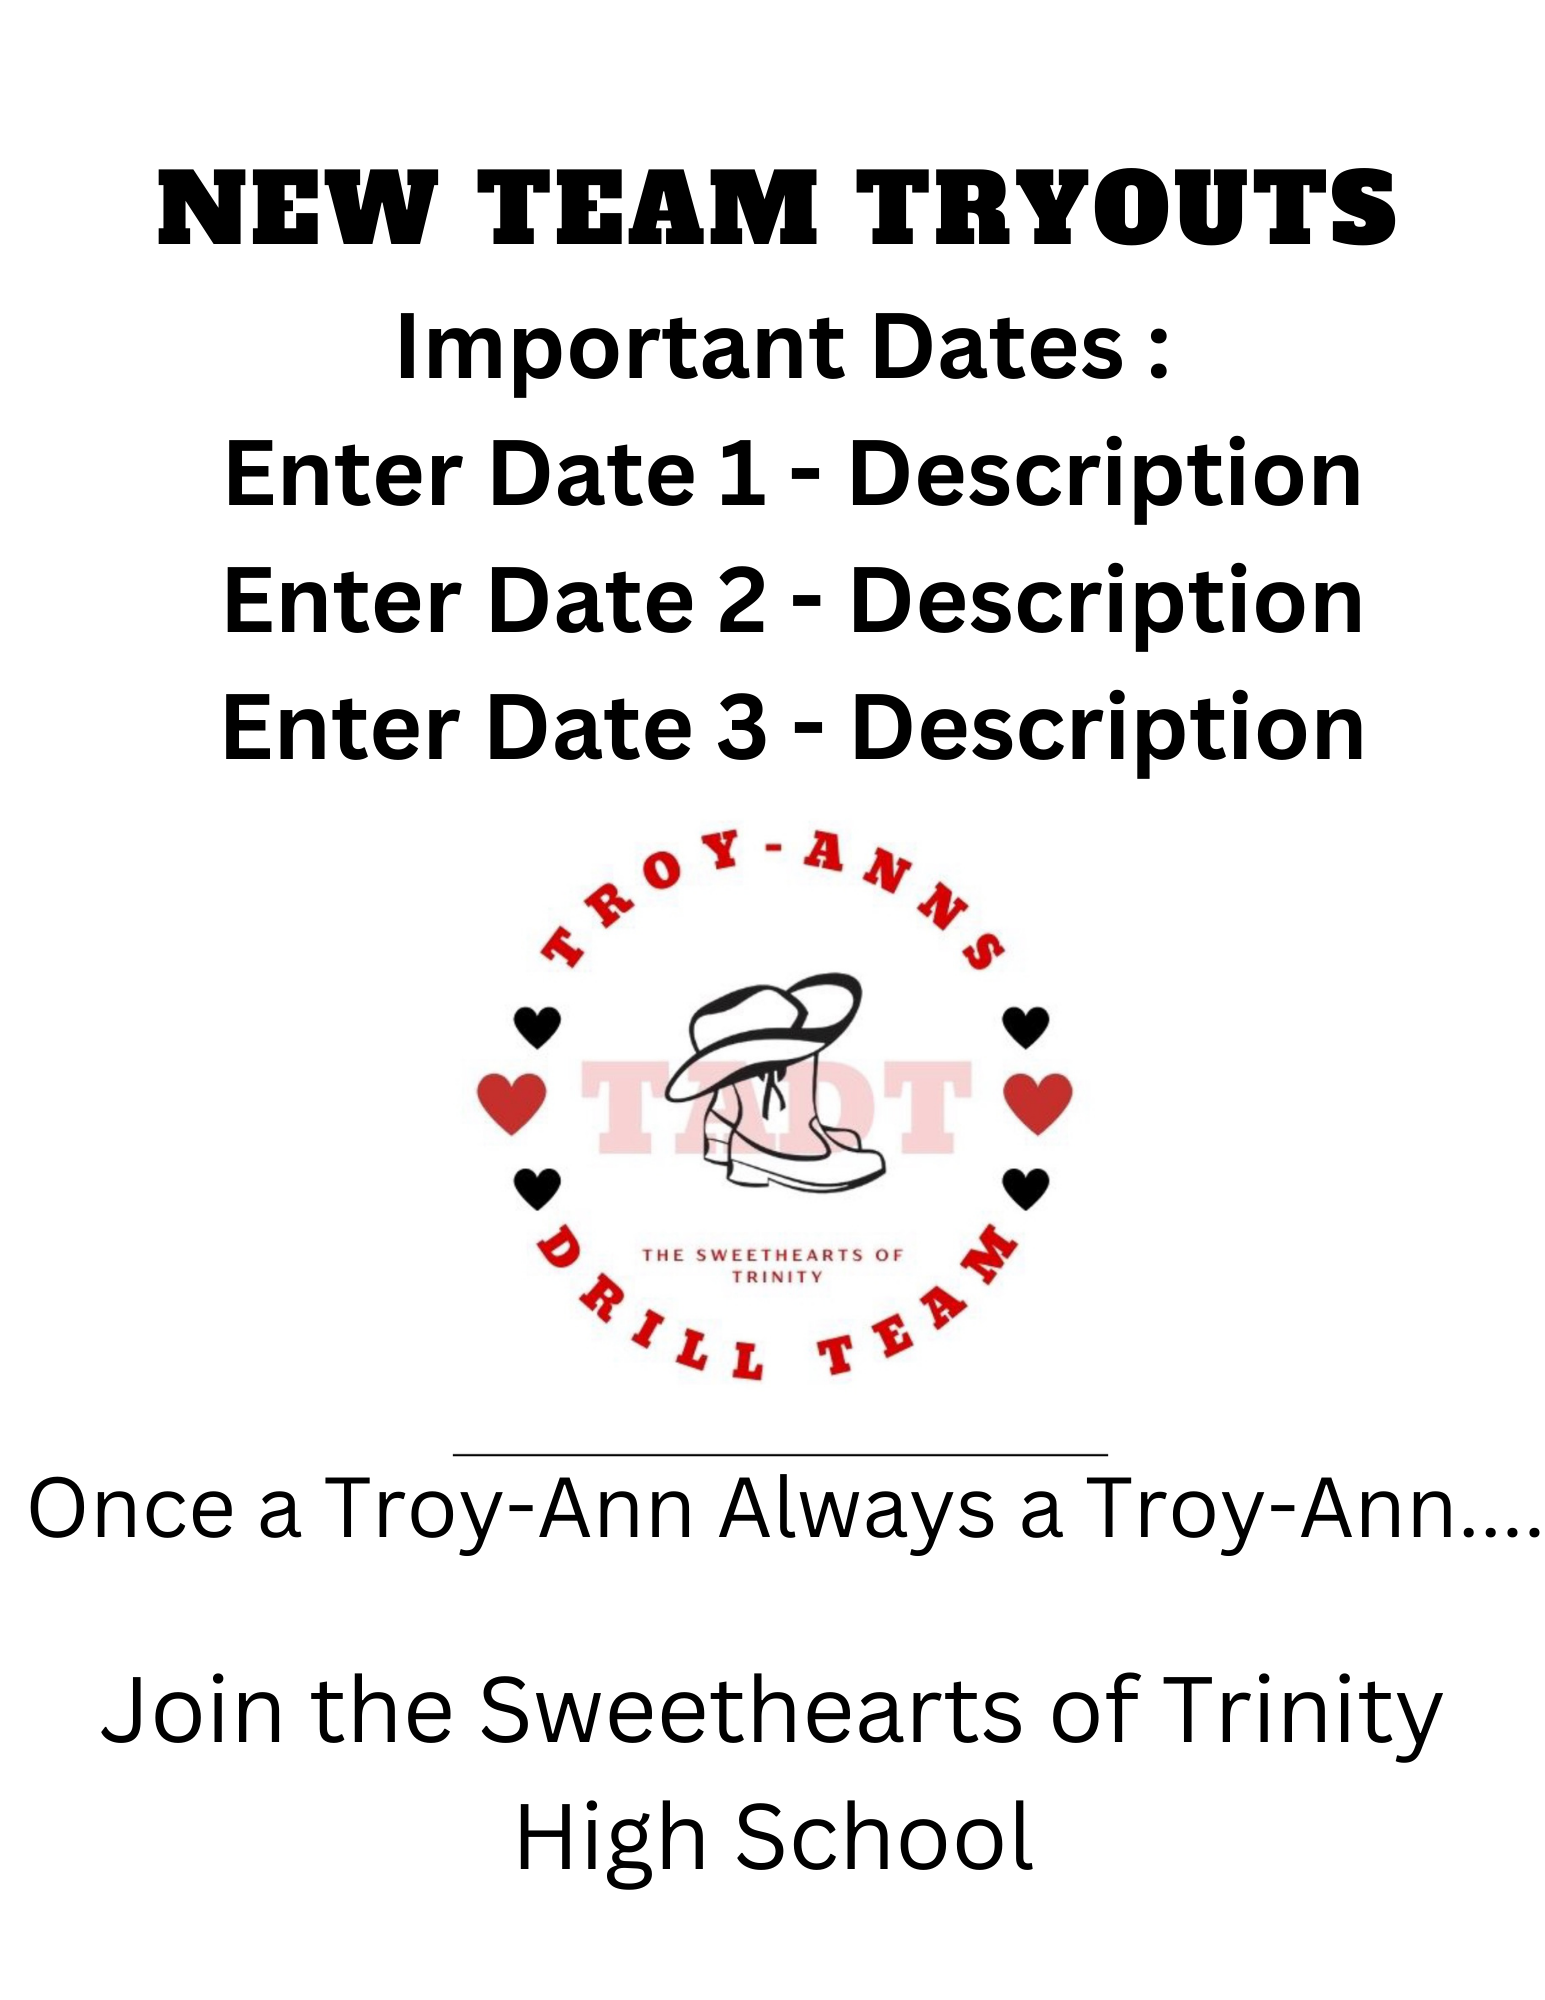 NEW TEAM TRYOUTS
Important Dates :
Enter Date 1 - Description
Enter Date 2 - Description
Enter Date 3 - Description
TROY-ANNS
TADT
THE SWEETHEARTS OF
TRINITY
DRILL TEAM
Once a Troy-Ann Always a Troy-Ann....
Join the Sweethearts of Trinity
High School